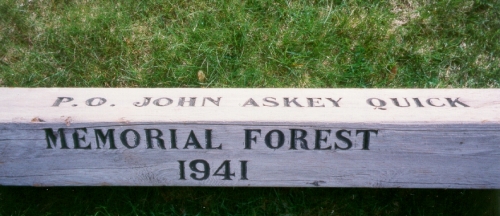 P.O. JOHN ASKEY QUICK
MEMORIAL FOREST
1941